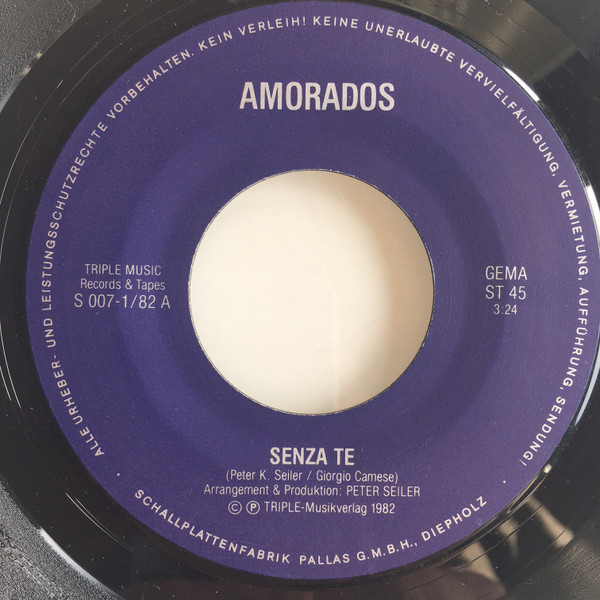 ALLE URHEBER- UND LEISTUNGSSCHUTZRECHTE VORBEHALTEN. KEIN VERLEIH! KEINE UNERLAUBTE VERVIELFÄLTIGUNG, VERMIETUNG, AUFFÜHRUNG, SENDUNG!
AMORADOS
TRIPLE MUSIC
Records & Tapes
S 007-1/82 A
GEMA
ST 45
3:24
SENZA TE
(Peter K. Seiler / Giorgio Camese)
Arrangement & Produktion: PETER SEILER
© ℗ TRIPLE-Musikverlag 1982
SCHALLPLATTENFABRIK PALLAS G.M.B.H., DIEPHOLZ